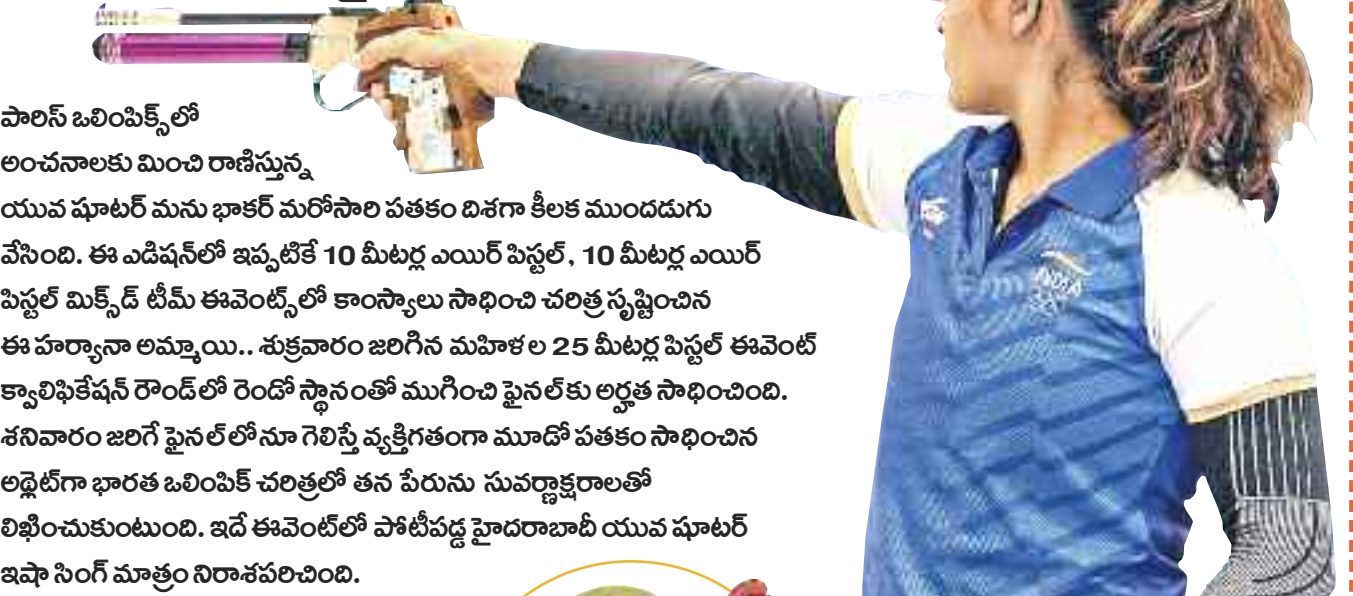 పారిస్ ఒలింపిక్స్‌లో
అంచనాలకు మించి రాణిస్తున్న
యువ షూటర్ మను భాకర్ మరోసారి పతకం దిశగా కీలక ముందడుగు
వేసింది. ఈ ఎడిషన్‌లో ఇప్పటికే 10 మీటర్ల ఎయిర్ పిస్టల్, 10 మీటర్ల ఎయిర్
పిస్టల్ మిక్స్‌డ్ టీమ్ ఈవెంట్స్‌లో కాంస్యాలు సాధించి చరిత్ర సృష్టించిన
ఈ హర్యానా అమ్మాయి.. శుక్రవారం జరిగిన మహిళల 25 మీటర్ల పిస్టల్ ఈవెంట్
క్వాలిఫికేషన్ రౌండ్‌లో రెండో స్థానంతో ముగించి ఫైనల్‌కు అర్హత సాధించింది.
శనివారం జరిగే ఫైనల్‌లోనూ గెలిస్తే వ్యక్తిగతంగా మూడో పతకం సాధించిన
అథ్లెట్‌గా భారత ఒలింపిక్ చరిత్రలో తన పేరును సువర్ణాక్షరాలతో
లిఖించుకుంటుంది. ఇదే ఈవెంట్‌లో పోటీపడ్డ హైదరాబాదీ యువ షూటర్
ఇషా సింగ్ మాత్రం నిరాశపరిచింది.
INDIA